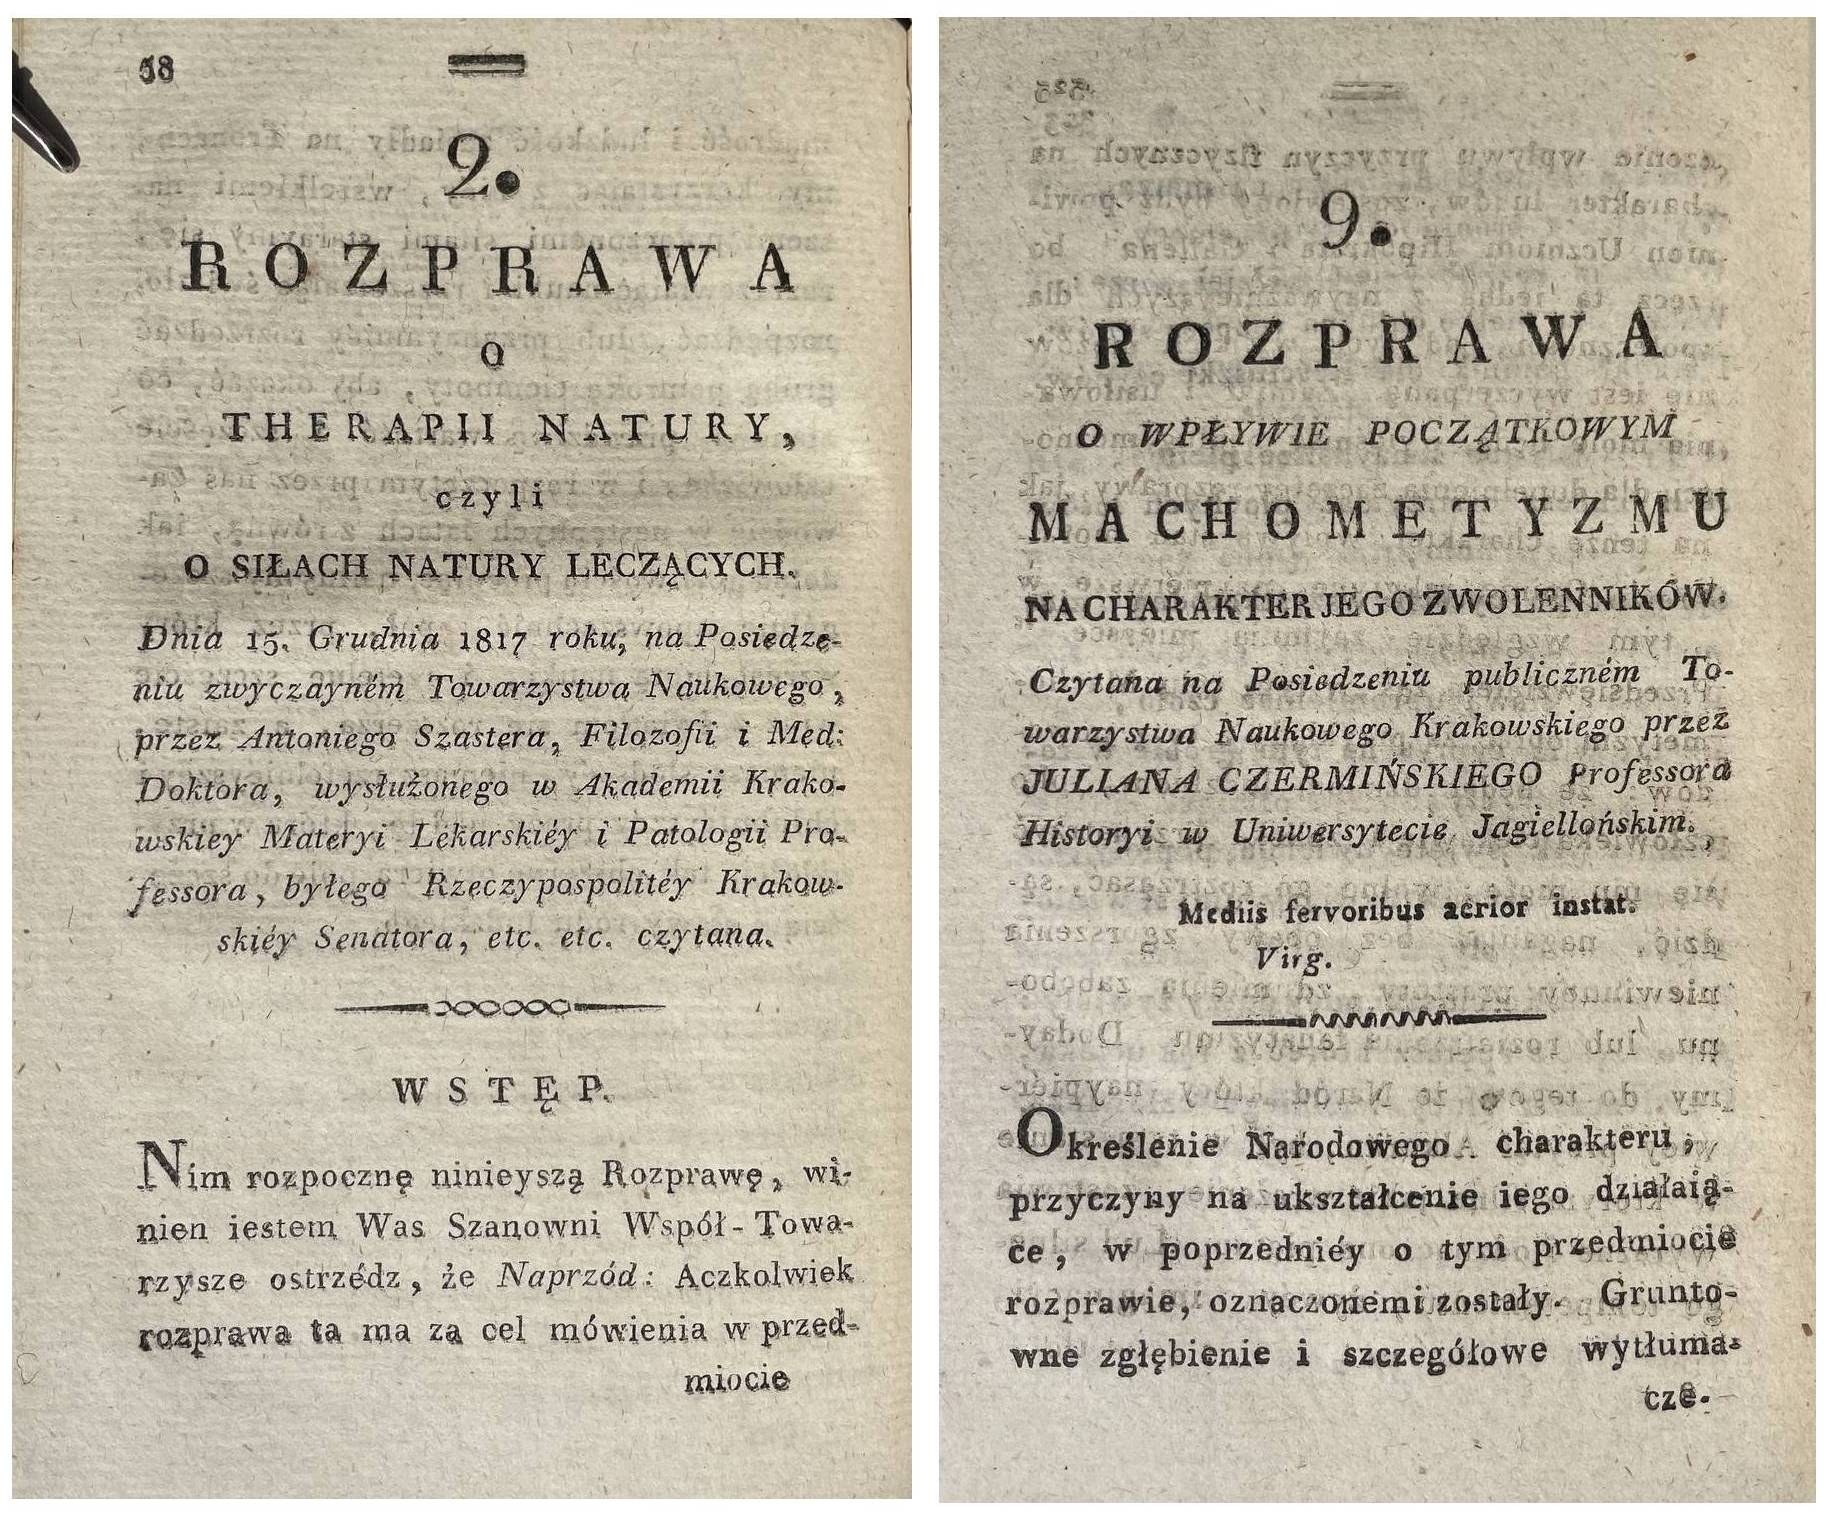 58
2.
ROZPRAWA
O
THERAPII NATURY,
czyli
O SIŁACH NATURY LECZĄCYCH.
Dnia 15. Grudnia 1817 roku, na Posiedze-
niu zwyczayném Towarzystwa Naukowego,
przez Antoniego Szastera, Filozofii i Med:
Doktora, wysłużonego w Akademii Krako-
wskiey Materyi Lekarskiéy i Patologii Pro-
fessora, byłego Rzeczypospolitéy Krakow-
skiéy Senatora, etc. etc. czytana.
WSTĘP.
Nim rozpocznę ninieyszą Rozprawę, wi-
nien iestem Was Szanowni Współ-Towa-
rzysze ostrzédz, że Naprzód: Aczkolwiek
rozprawa ta ma za cel mówienia w przed-
miocie
9.
ROZPRAWA
O WPŁYWIE POCZĄTKOWYM
MACHOMETYZMU
NA CHARAKTER JEGO ZWOLENNIKÓW.
Czytana na Posiedzeniu publiczném To-
warzystwa Naukowego Krakowskiego przez
JULIANA CZERMIŃSKIEGO Professora
Historyi w Uniwersytecie Jagiellońskim.
Mediis fervoribus acrior instat.
Virg.
Określenie Narodowego charakteru,
przyczyny na ukształcenie iego działaią-
ce, w poprzedniéy o tym przedmiocie
rozprawie, oznaczonemi zostały. Grunto-
wne zgłębienie i szczegółowe wytłuma-
cze-